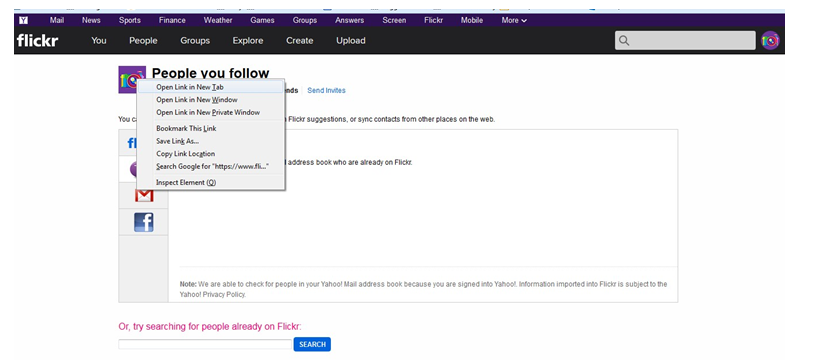 Y! Mail News Sports Finance Weather Games Groups Answers Screen Flickr Mobile More
flickr You People Groups Explore Create Upload
People you follow
Open Link in New Tab
nds Send Invites
Open Link in New Window
Open Link in New Private Window
You c Flickr suggestions, or sync contacts from other places on the web.
Bookmark This Link
fl Save Link As...
Copy Link Location
Search Google for "https://www.fli..."
address book who are already on Flickr.
Inspect Element (Q)
Note: We are able to check for people in your Yahoo! Mail address book because you are signed into Yahoo!. Information imported into Flickr is subject to the
Yahoo! Privacy Policy.
Or, try searching for people already on Flickr:
SEARCH